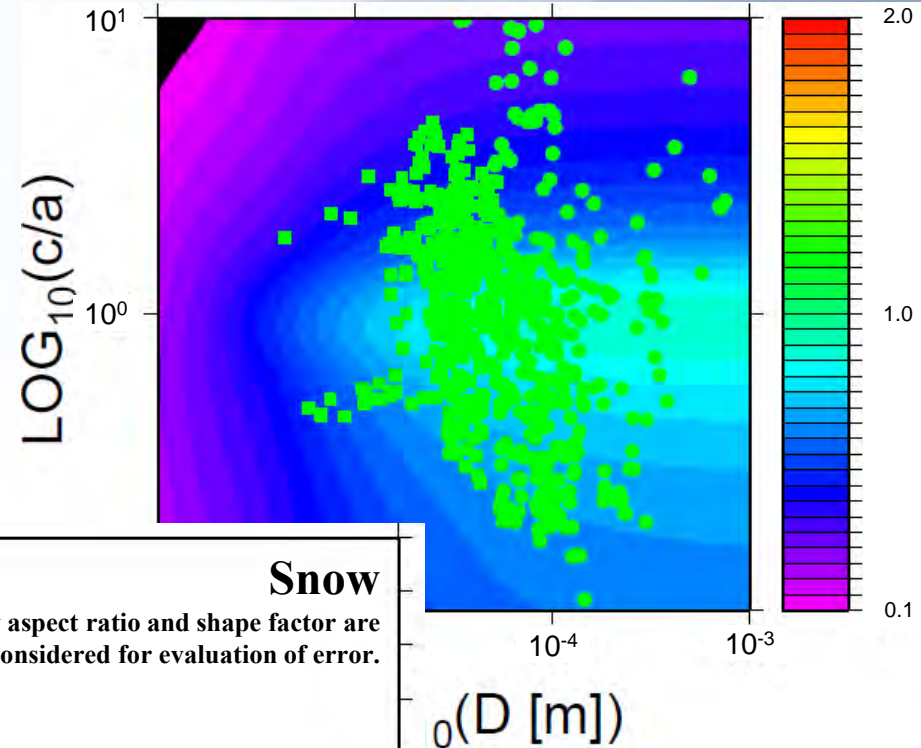 10¹
LOG₁₀(c/a)
10⁰
2.0
1.0
0.1
10⁻⁴
10⁻³
₀(D [m])
Snow
aspect ratio and shape factor are
onsidered for evaluation of error.